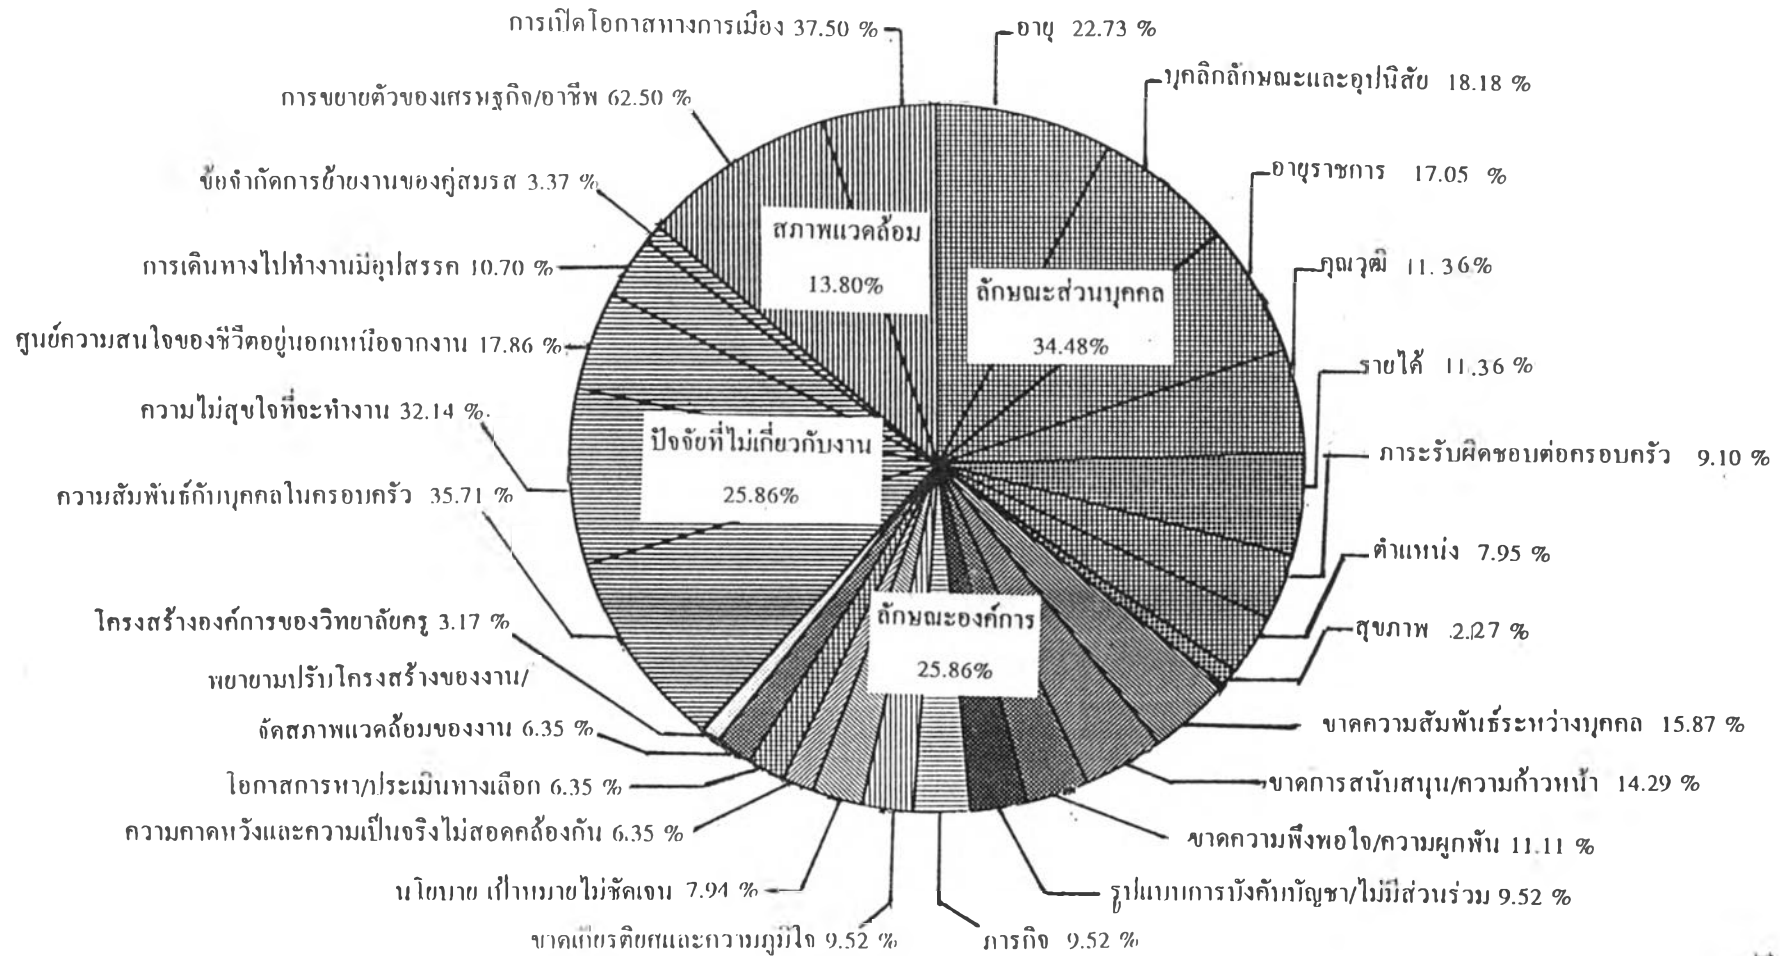 การเปิดโอกาสทางการเมือง 37.50 %
อายุ 22.73 %
บุคลิกลักษณะและอุปนิสัย 18.18 %
การขยายตัวของเศรษฐกิจ/อาชีพ 62.50 %
อายุราชการ 17.05 %
ข้อจำกัดการย้ายงานของคู่สมรส 3.37 %
สภาพแวดล้อม
13.80%
ลักษณะส่วนบุคคล
34.48%
คุณวุฒิ 11.36%
การเดินทางไปทำงานมีอุปสรรค 10.70 %
ศูนย์ความสนใจของชีวิตอยู่นอกเหนือจากงาน 17.86 %
รายได้ 11.36 %
ความไม่สุขใจที่จะทำงาน 32.14 %
ปัจจัยที่ไม่เกี่ยวกับงาน
25.86%
ภาระรับผิดชอบต่อครอบครัว 9.10 %
ความสัมพันธ์กับบุคคลในครอบครัว 35.71 %
ตำแหน่ง 7.95 %
โครงสร้างองค์การของวิทยาลัยครู 3.17 %
ลักษณะองค์การ
25.86%
สุขภาพ 2.27 %
พยายามปรับโครงสร้างของงาน/
จัดสภาพแวดล้อมของงาน 6.35 %
ขาดความสัมพันธ์ระหว่างบุคคล 15.87 %
โอกาสการหา/ประเมินทางเลือก 6.35 %
ขาดการสนับสนุน/ความก้าวหน้า 14.29 %
ความคาดหวังและความเป็นจริงไม่สอดคล้องกัน 6.35 %
ขาดความพึงพอใจ/ความผูกพัน 11.11 %
นโยบาย เป้าหมายไม่ชัดเจน 7.94 %
รูปแบบการบังคับบัญชา/ไม่มีส่วนร่วม 9.52 %
ขาดเกียรติยศและความภูมิใจ 9.52 %
ภารกิจ 9.52 %